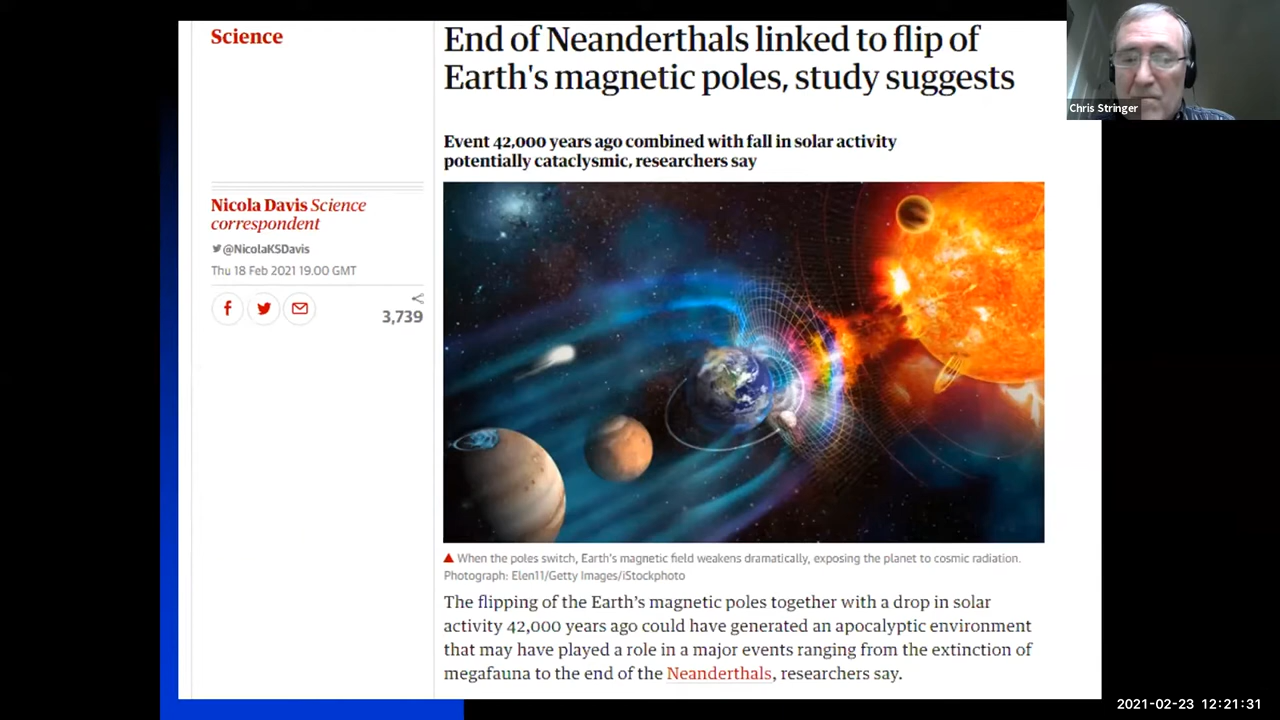 Science
End of Neanderthals linked to flip of
Earth's magnetic poles, study suggests
Event 42,000 years ago combined with fall in solar activity
potentially cataclysmic, researchers say
Nicola Davis Science
correspondent
@NicolaKSDavis
Thu 18 Feb 2021 19.00 GMT
3,739
When the poles switch, Earth's magnetic field weakens dramatically, exposing the planet to cosmic radiation.
Photograph: Elen11/Getty Images/iStockphoto
The flipping of the Earth's magnetic poles together with a drop in solar
activity 42,000 years ago could have generated an apocalyptic environment
that may have played a role in a major events ranging from the extinction of
megafauna to the end of the Neanderthals, researchers say.
Chris Stringer
2021-02-23 12:21:31